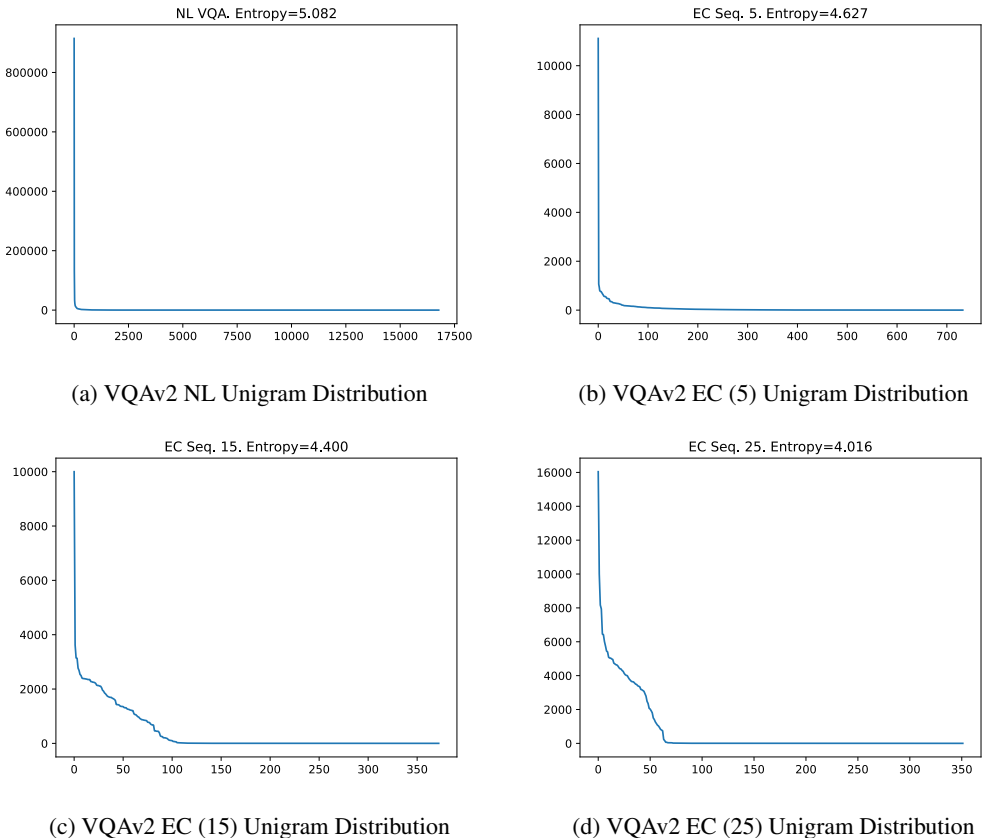 NL VQA. Entropy=5.082
800000
600000
400000
200000
0
0 2500 5000 7500 10000 12500 15000 17500
(a) VQAv2 NL Unigram Distribution
EC Seq. 5. Entropy=4.627
10000
8000
6000
4000
2000
0
0 100 200 300 400 500 600 700
(b) VQAv2 EC (5) Unigram Distribution
EC Seq. 15. Entropy=4.400
10000
8000
6000
4000
2000
0
0 50 100 150 200 250 300 350
(c) VQAv2 EC (15) Unigram Distribution
EC Seq. 25. Entropy=4.016
16000
14000
12000
10000
8000
6000
4000
2000
0
0 50 100 150 200 250 300 350
(d) VQAv2 EC (25) Unigram Distribution